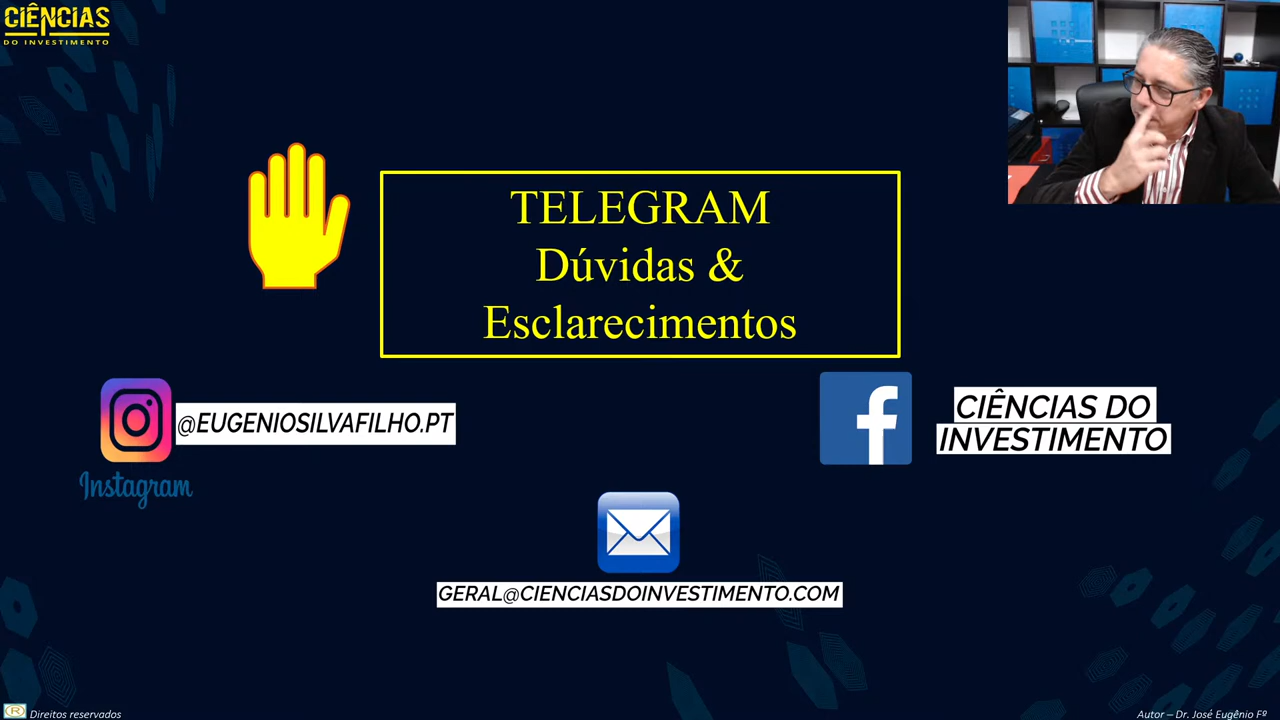 CIÊNCIAS
DO INVESTIMENTO
TELEGRAM
Dúvidas &
Esclarecimentos
@EUGENIOSILVAFILHO.PT
Instagram
f
CIÊNCIAS DO
INVESTIMENTO
GERAL@CIENCIASDOINVESTIMENTO.COM
R Direitos reservados
Autor – Dr. José Eugênio Fº